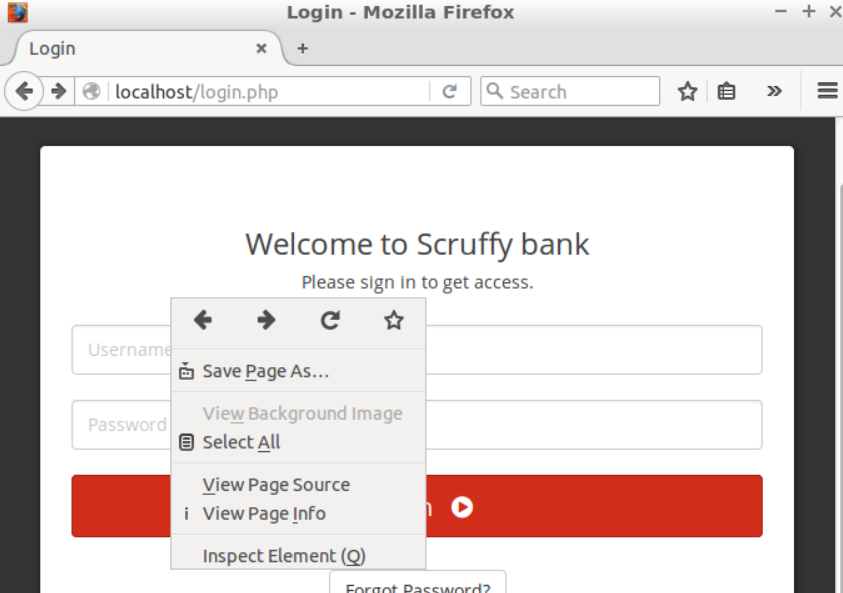 Login - Mozilla Firefox
Login
localhost/login.php
Search
Welcome to Scruffy bank
Please sign in to get access.
Username
Password
Save Page As...
View Background Image
Select All
View Page Source
View Page Info
Inspect Element (Q)
Forgot Password?